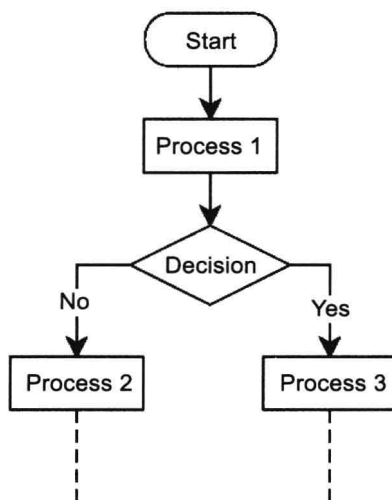 Start
Process 1
Decision
No
Yes
Process 2
Process 3